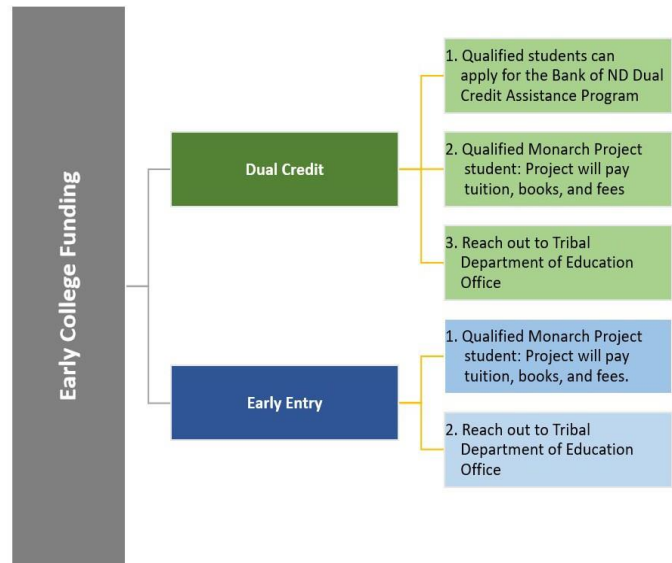 Early College Funding
Dual Credit
1. Qualified students can
apply for the Bank of ND Dual
Credit Assistance Program
2. Qualified Monarch Project
student: Project will pay
tuition, books, and fees
3. Reach out to Tribal
Department of Education
Office
Early Entry
1. Qualified Monarch Project
student: Project will pay
tuition, books, and fees.
2. Reach out to Tribal
Department of Education
Office